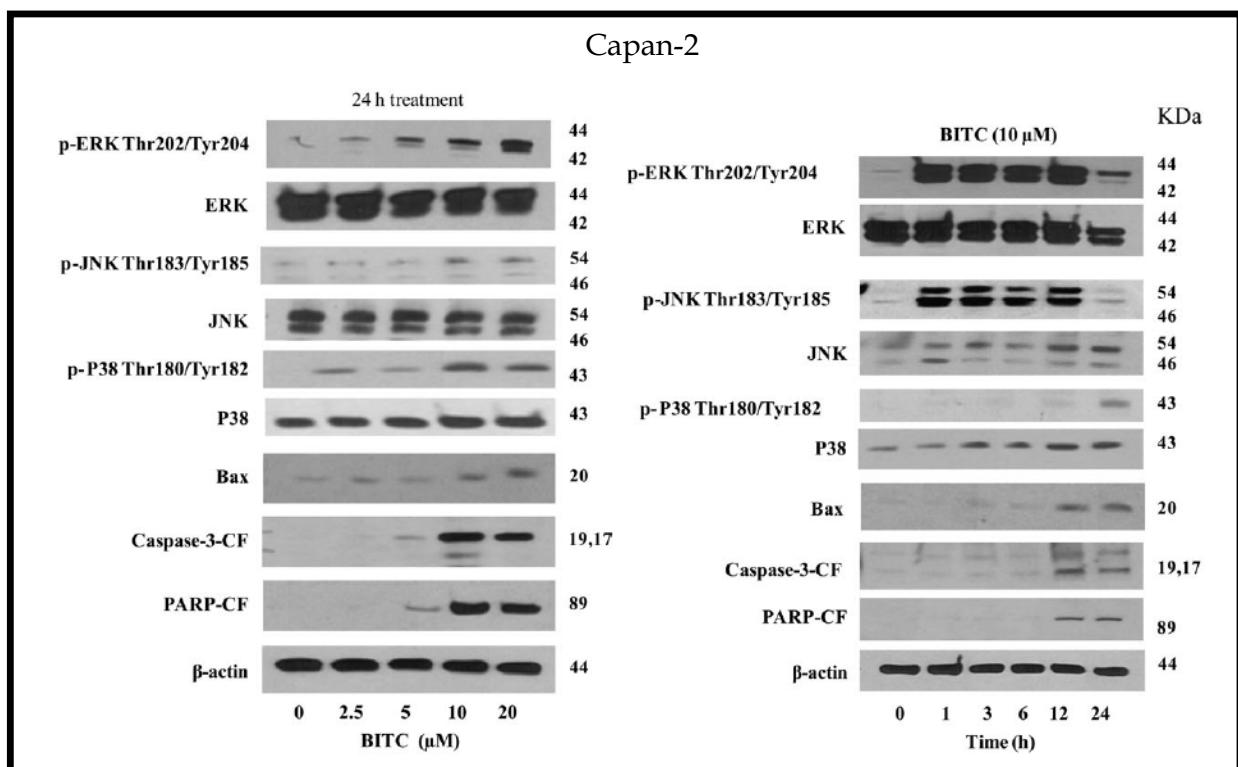 Capan-2
24 h treatment
p-ERK Thr202/Tyr204 44
42
ERK 44
42
p-JNK Thr183/Tyr185 54
46
JNK 54
46
p-P38 Thr180/Tyr182 43
P38 43
Bax 20
Caspase-3-CF 19,17
PARP-CF 89
β-actin 44
0 2.5 5 10 20
BITC (µM)
KDa
BITC (10 µM)
p-ERK Thr202/Tyr204 44
42
ERK 44
42
p-JNK Thr183/Tyr185 54
46
JNK 54
46
p-P38 Thr180/Tyr182 43
P38 43
Bax 20
Caspase-3-CF 19,17
PARP-CF 89
β-actin 44
0 1 3 6 12 24
Time (h)